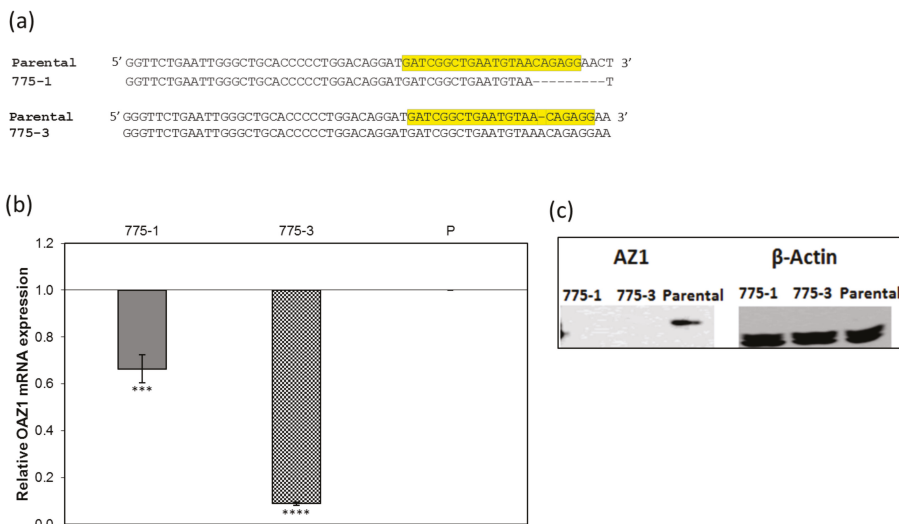 (a)
Parental 5' GGTTCTGAATTGGGCTGCACCCCCTGGACAGGATGATCGGCTGAATGTAACAGAGGAACT 3'
775-1 GGTTCTGAATTGGGCTGCACCCCCTGGACAGGATGATCGGCTGAATGTAA---------T
Parental 5' GGGTTCTGAATTGGGCTGCACCCCCTGGACAGGATGATCGGCTGAATGTAA-CAGAGGAA 3'
775-3 GGGTTCTGAATTGGGCTGCACCCCCTGGACAGGATGATCGGCTGAATGTAAACAGAGGAA
(b)
775-1 775-3 P
Relative OAZ1 mRNA expression
1.2
1.0
0.8
0.6
0.4
0.2
0.0
***
****
(c)
AZ1 β-Actin
775-1 775-3 Parental 775-1 775-3 Parental